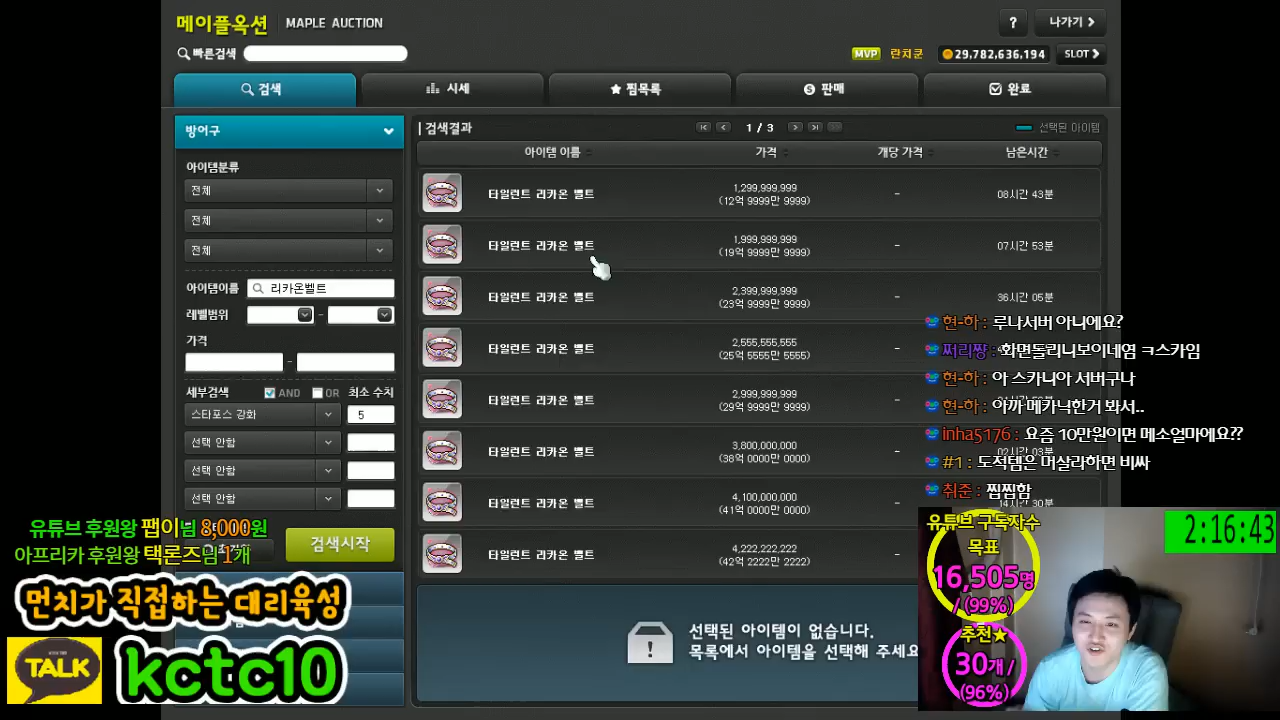 메이플옥션
MAPLE AUCTION
?
나가기
빠른검색
MVP
란치쿤
29,782,636,194
SLOT
검색
시세
찜목록
판매
완료
방어구
아이템분류
전체
전체
전체
아이템이름
리카온벨트
레벨범위
-
가격
-
세부검색
AND
OR
최소 수치
스타포스 강화
5
선택 안함
선택 안함
선택 안함
검색시작
검색결과
1 / 3
선택된 아이템
아이템 이름
가격
개당 가격
남은시간
타일런트 리카온 벨트
1,299,999,999
(12억 9999만 9999)
-
08시간 43분
타일런트 리카온 벨트
1,999,999,999
(19억 9999만 9999)
-
07시간 53분
타일런트 리카온 벨트
2,399,999,999
(23억 9999만 9999)
-
36시간 05분
타일런트 리카온 벨트
2,555,555,555
(25억 5555만 5555)
-
타일런트 리카온 벨트
2,999,999,999
(29억 9999만 9999)
-
타일런트 리카온 벨트
3,800,000,000
(38억 0000만 0000)
-
02시간 03분
타일런트 리카온 벨트
4,100,000,000
(41억 0000만 0000)
-
타일런트 리카온 벨트
4,222,222,222
(42억 2222만 2222)
-
선택된 아이템이 없습니다.
목록에서 아이템을 선택해 주세요
현-하 : 루나서버 아니에요?
쩌리쨩 : 화면돌리니보이네염 ㅋ스카임
현-하 : 아 스카니아 서버구나
현-하 : 아까 메카닉한거 봐서..
inha5176 : 요즘 10만원이면 메소얼마에요??
#1 : 도적템은 머살라하면 비싸
취준 : 찝찝함
유튜브 후원왕 팹이님 8,000원
아프리카 후원왕 택론즈님 1개
먼치가 직접하는 대리육성
TALK
kctc10
유튜브 구독자수
목표
16,505명
/ (99%)
추천★
30개 /
(96%)
2:16:43